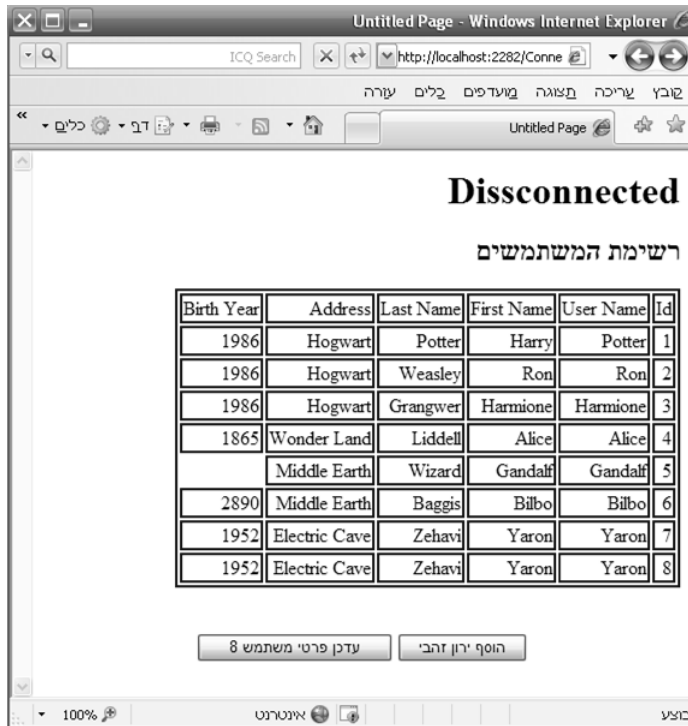 Untitled Page - Windows Internet Explorer
http://localhost:2282/Conne ICQ Search
קובץ עריכה תצוגה מועדפים כלים עזרה
Untitled Page דף כלים
Dissconnected
רשימת המשתמשים
Id User Name First Name Last Name Address Birth Year
1 Potter Harry Potter Hogwart 1986
2 Ron Ron Weasley Hogwart 1986
3 Harmione Harmione Grangwer Hogwart 1986
4 Alice Alice Liddell Wonder Land 1865
5 Gandalf Gandalf Wizard Middle Earth
6 Bilbo Bilbo Baggis Middle Earth 2890
7 Yaron Yaron Zehavi Electric Cave 1952
8 Yaron Yaron Zehavi Electric Cave 1952
הוסף ירון זהבי עדכן פרטי משתמש 8
בוצע אינטרנט 100%